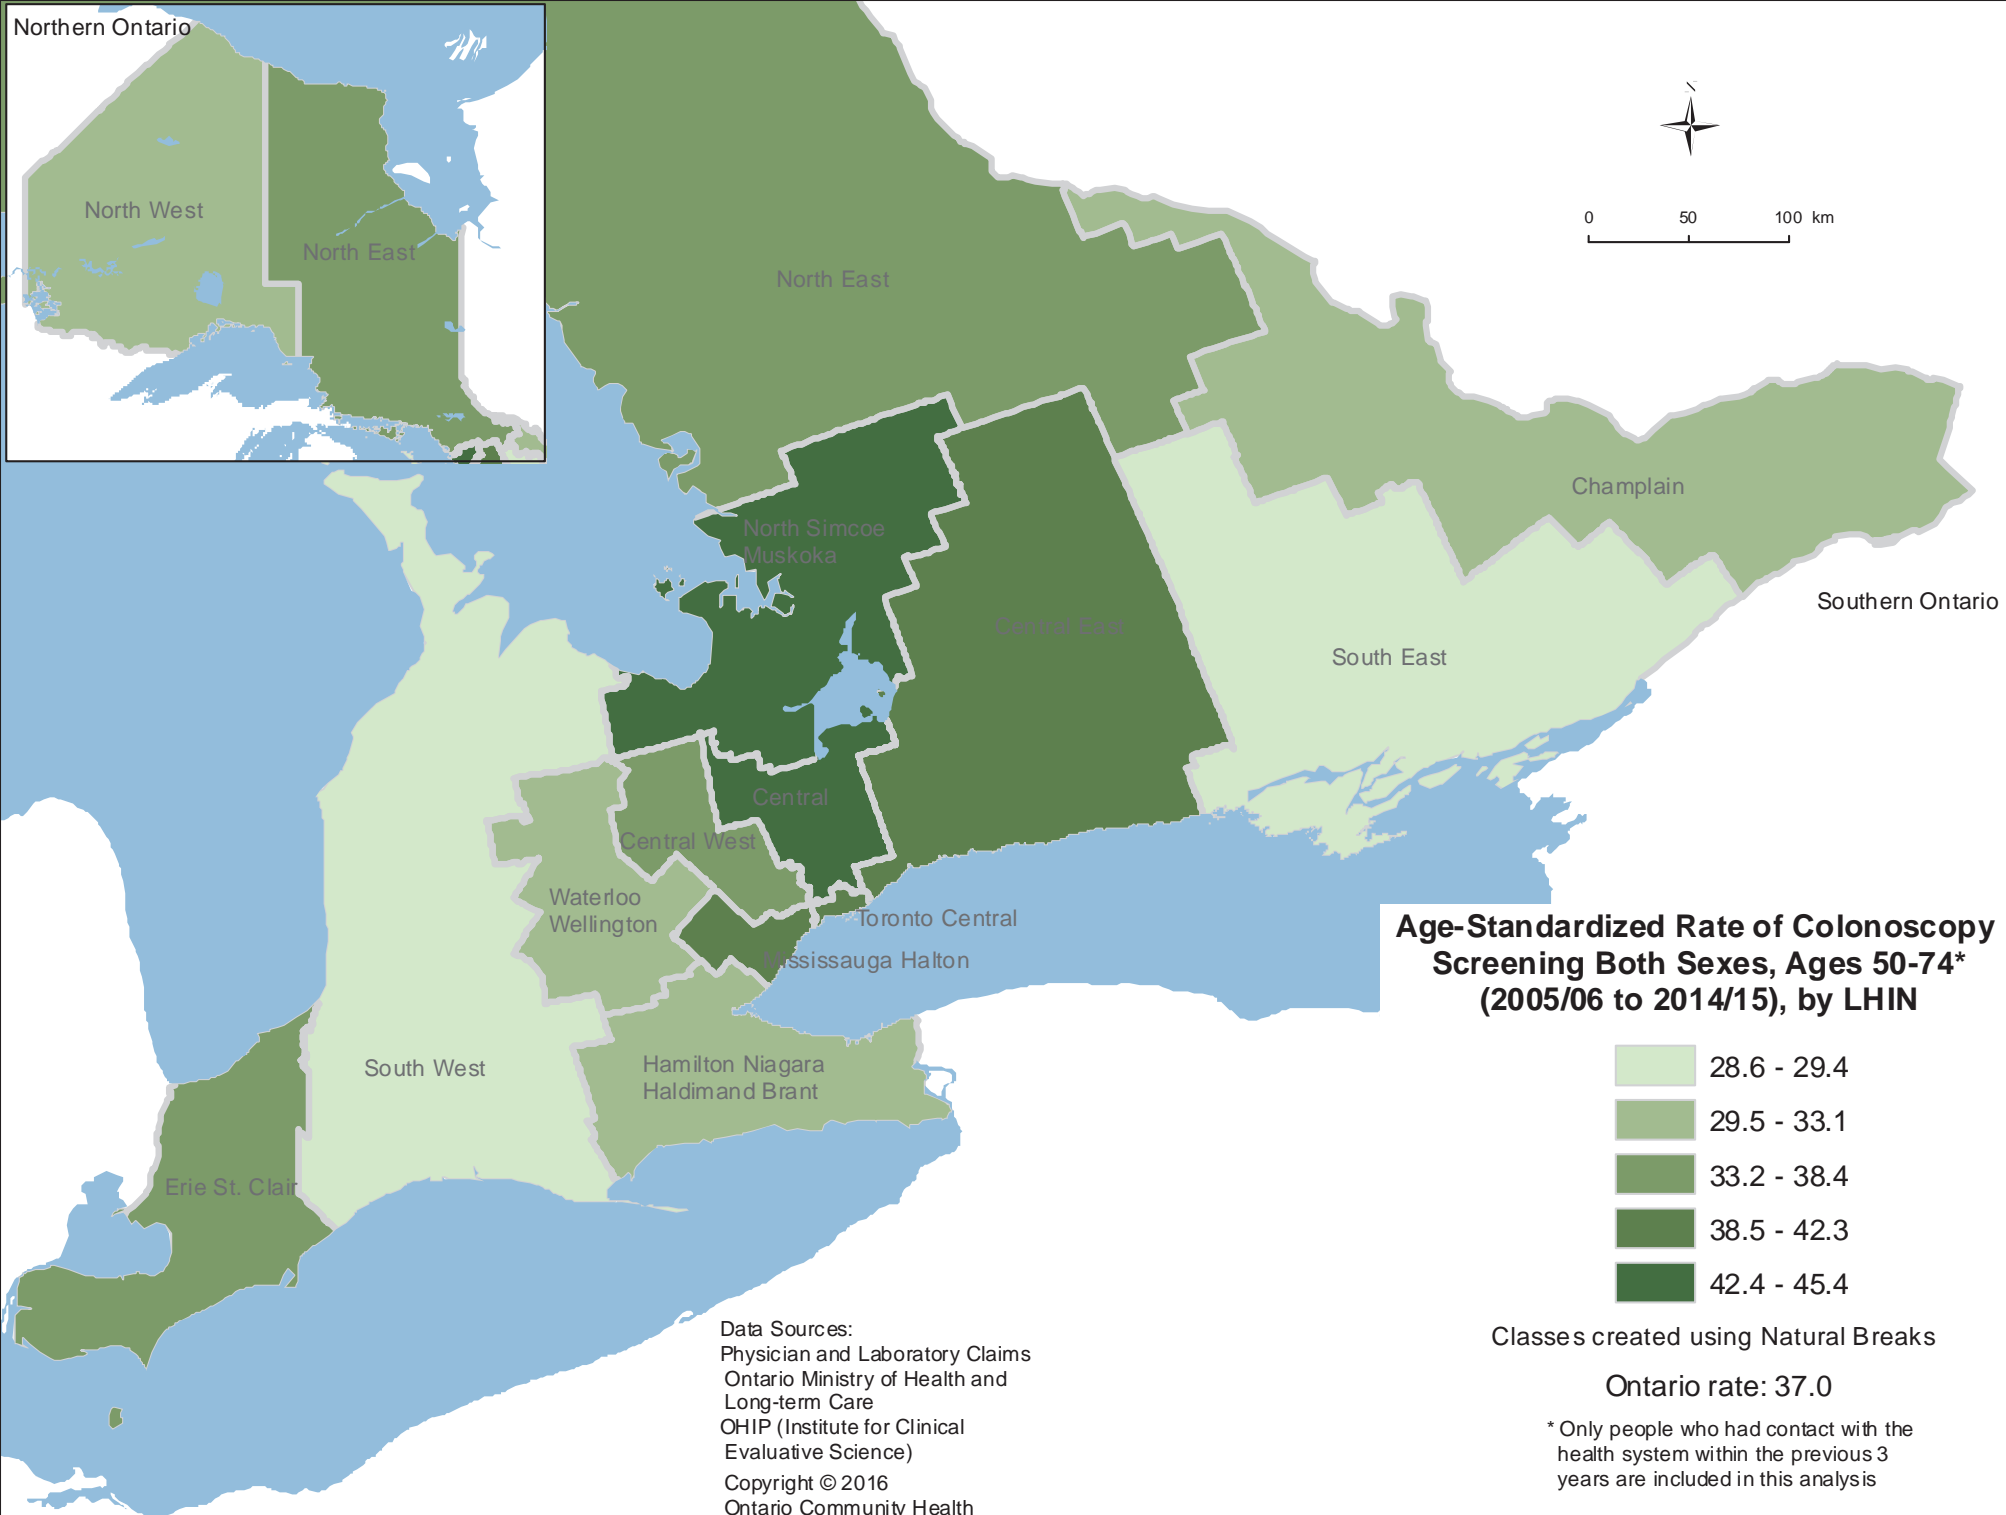 Northern Ontario
North West
North East
N
0 50 100 km
North East
Champlain
North Simcoe
Muskoka
Southern Ontario
Central East
South East
Central
Central West
Waterloo
Wellington
Toronto Central
Mississauga Halton
South West
Hamilton Niagara
Haldimand Brant
Erie St. Clair
Age-Standardized Rate of Colonoscopy
Screening Both Sexes, Ages 50-74*
(2005/06 to 2014/15), by LHIN
28.6 - 29.4
29.5 - 33.1
33.2 - 38.4
38.5 - 42.3
42.4 - 45.4
Classes created using Natural Breaks
Ontario rate: 37.0
* Only people who had contact with the
health system within the previous 3
years are included in this analysis
Data Sources:
Physician and Laboratory Claims
Ontario Ministry of Health and
Long-term Care
OHIP (Institute for Clinical
Evaluative Science)
Copyright © 2016
Ontario Community Health